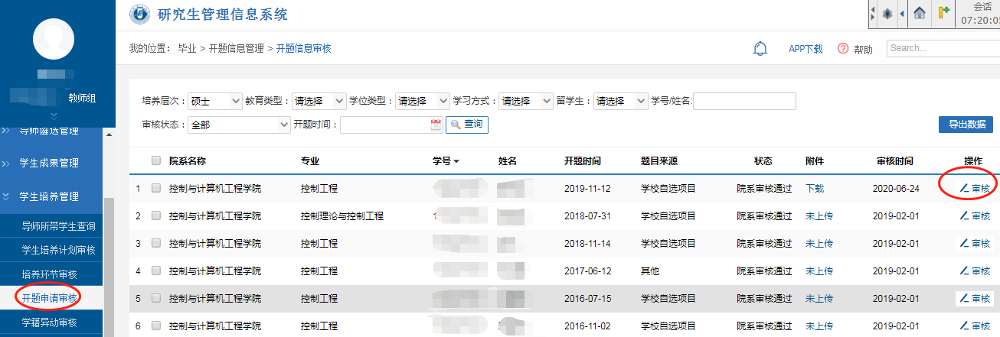 研究生管理信息系统
会话
07:20:05
我的位置： 毕业 > 开题信息管理 > 开题信息审核
APP下载
帮助
Search...
教师组
导师遴选管理
学生成果管理
学生培养管理
导师所带学生查询
学生培养计划审核
培养环节审核
开题申请审核
学籍异动审核
培养层次： 硕士 教育类型： 请选择 学位类型： 请选择 学习方式： 请选择 留学生： 请选择 学号/姓名:
审核状态： 全部 开题时间： 查询 导出数据
院系名称 专业 学号 姓名 开题时间 题目来源 状态 附件 审核时间 操作
1 控制与计算机工程学院 控制工程 2019-11-12 学校自选项目 院系审核通过 下载 2020-06-24 审核
2 控制与计算机工程学院 控制理论与控制工程 2018-07-31 学校自选项目 院系审核通过 未上传 2019-02-01 审核
3 控制与计算机工程学院 控制工程 2018-11-14 学校自选项目 院系审核通过 未上传 2019-02-01 审核
4 控制与计算机工程学院 控制工程 2017-06-12 其他 院系审核通过 未上传 2019-02-01 审核
5 控制与计算机工程学院 控制工程 2016-07-15 学校自选项目 院系审核通过 未上传 2019-02-01 审核
6 控制与计算机工程学院 控制工程 2016-11-02 学校自选项目 院系审核通过 未上传 2019-02-01 审核